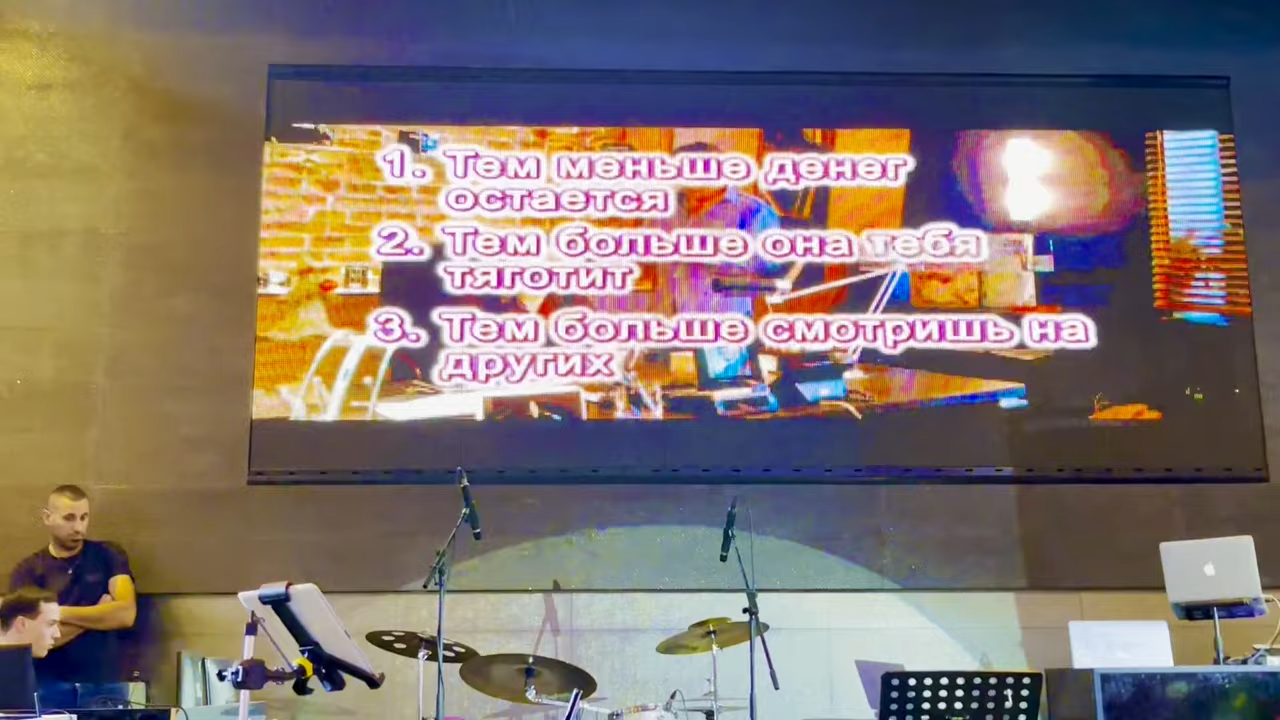 1. Тем меньше денег
остается
2. Тем больше она тебя
тяготит
3. Тем больше смотришь на
других